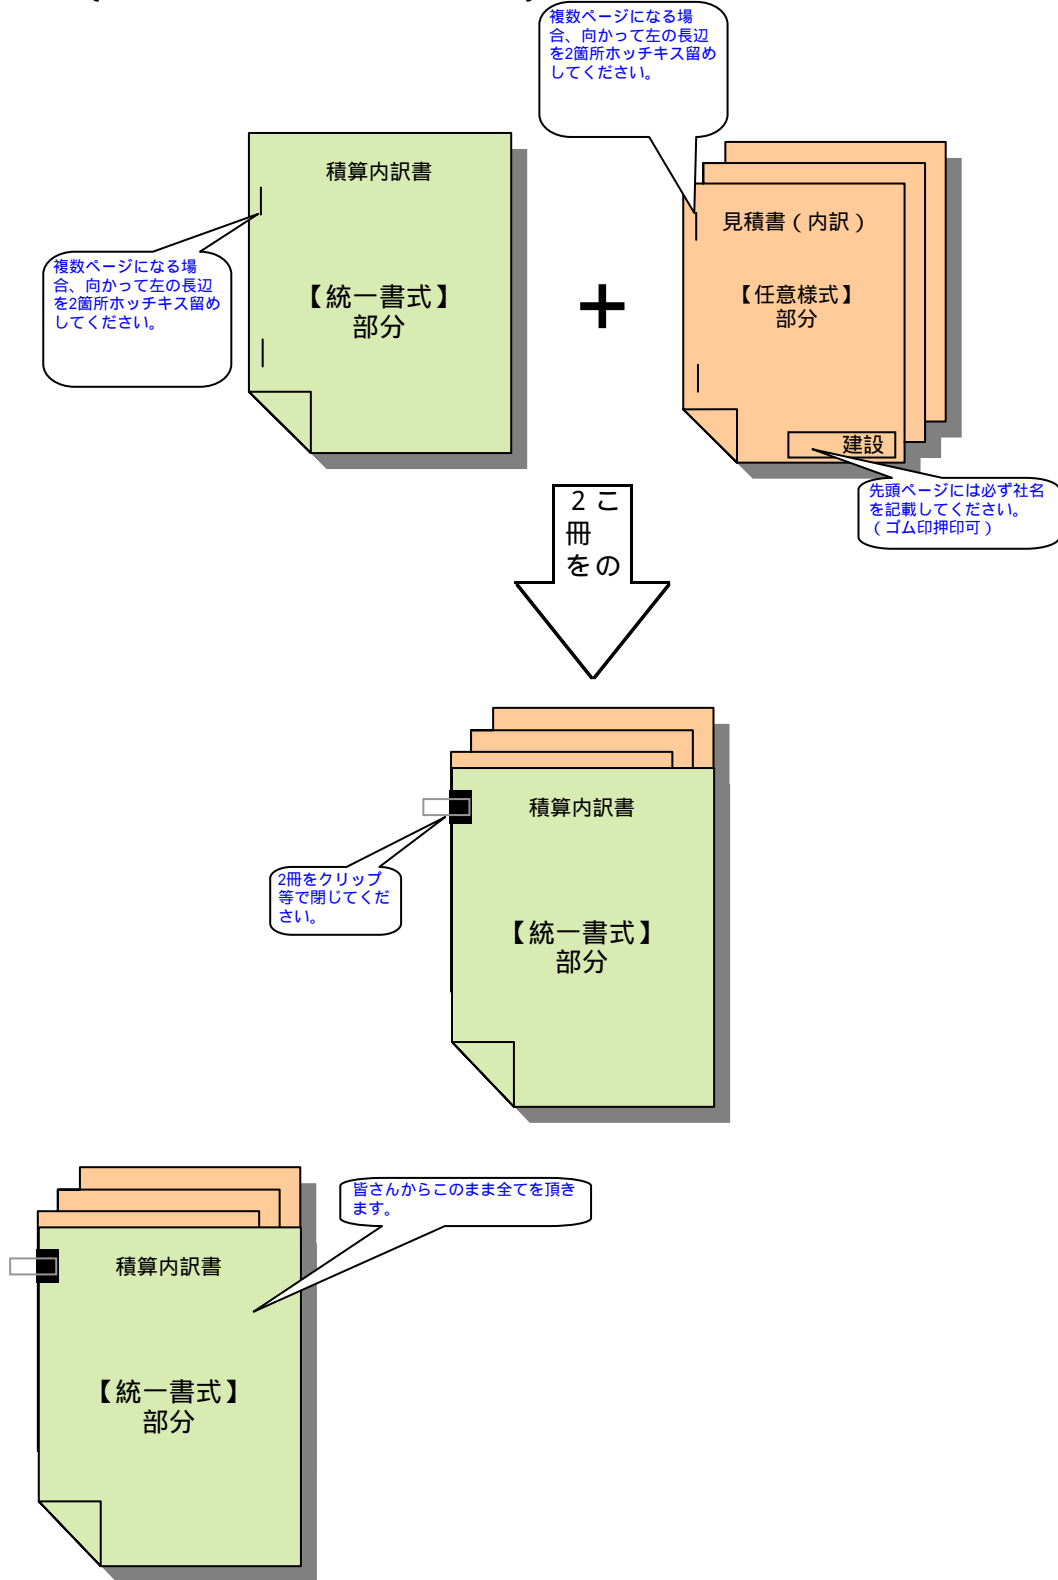 複数ページになる場
合、向かって左の長辺
を2箇所ホッチキス留め
してください。
積算内訳書
【統一書式】
部分
複数ページになる場
合、向かって左の長辺
を2箇所ホッチキス留め
してください。
見積書（内訳）
【任意様式】
部分
建設
先頭ページには必ず社名
を記載してください。
（ゴム印押印可）
＋
この
2冊を
積算内訳書
【統一書式】
部分
2冊をクリップ
等で閉じてくだ
さい。
皆さんからこのまま全てを頂き
ます。
積算内訳書
【統一書式】
部分